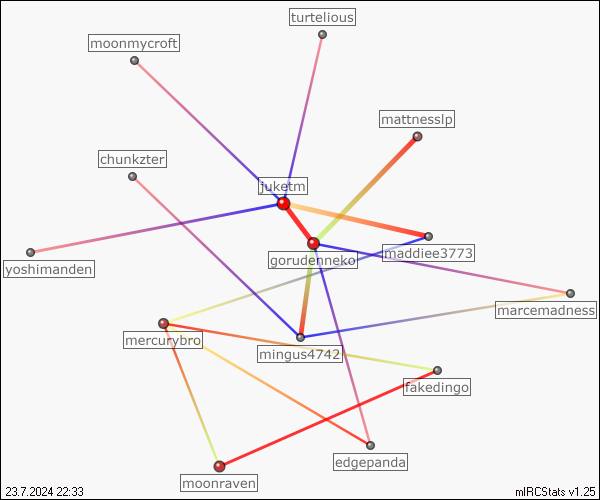 turtelious
moonmycroft
mattnesslp
chunkzter
juketm
maddiee3773
gorudenneko
yoshimanden
marcemadness
mercurybro
mingus4742
fakedingo
edgepanda
moonraven
23.7.2024 22:33
mIRCStats v1.25